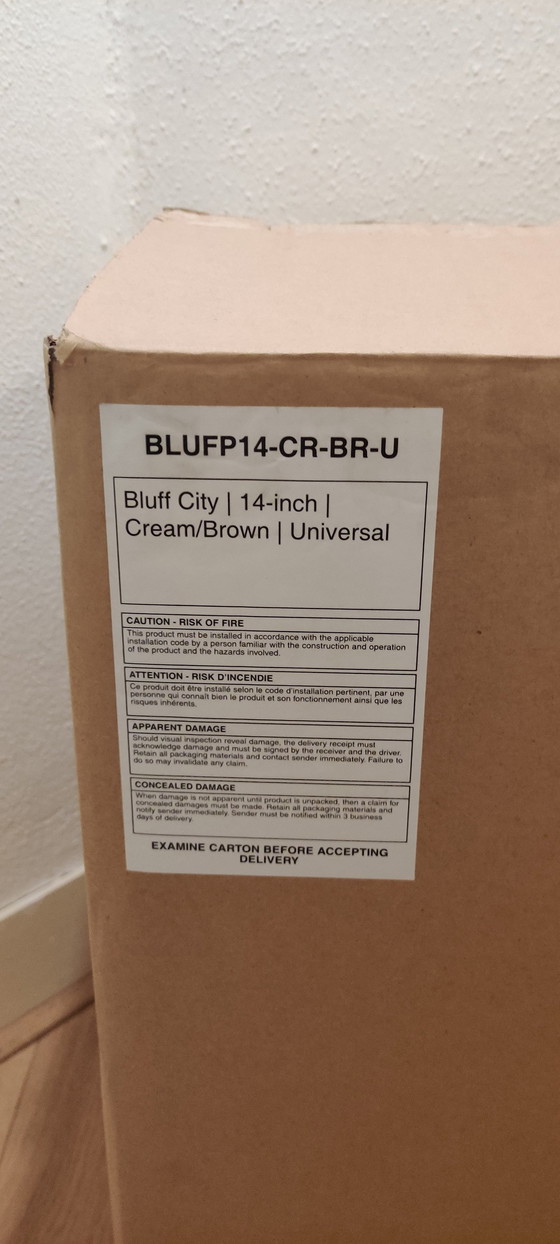 BLUFP14-CR-BR-U
Bluff City | 14-inch |
Cream/Brown | Universal
CAUTION - RISK OF FIRE
This product must be installed in accordance with the applicable
installation code by a person familiar with the construction and operation
of the product and the hazards involved.
ATTENTION - RISK D'INCENDIE
Ce produit doit être installé selon le code d'installation pertinent, par une
personne qui connaît bien le produit et son fonctionnement ainsi que les
risques inhérents.
APPARENT DAMAGE
Should visual inspection reveal damage, the delivery receipt must
acknowledge damage and must be signed by the receiver and the driver.
Retain all packaging materials and contact sender immediately. Failure to
do so may invalidate any claim.
CONCEALED DAMAGE
When damage is not apparent until product is unpacked, then a claim for
concealed damages must be made. Retain all packaging materials and
notify sender immediately. Sender must be notified within 3 business
days of delivery.
EXAMINE CARTON BEFORE ACCEPTING
DELIVERY